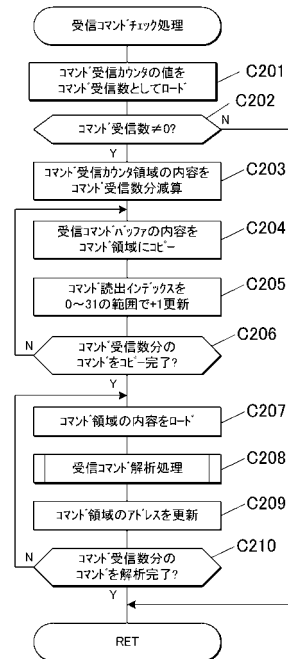 受信コマンドチェック処理
コマンド受信カウンタの値を
コマンド受信数としてロード
C201
コマンド受信数≠0?
C202
N
Y
コマンド受信カウンタ領域の内容を
コマンド受信数分減算
C203
受信コマンドバッファの内容を
コマンド領域にコピー
C204
コマンド読出インデックスを
0～31の範囲で+1更新
C205
コマンド受信数分の
コマンドをコピー完了?
C206
N
Y
コマンド領域の内容をロード
C207
受信コマンド解析処理
C208
コマンド領域のアドレスを更新
C209
コマンド受信数分の
コマンドを解析完了?
C210
N
Y
RET